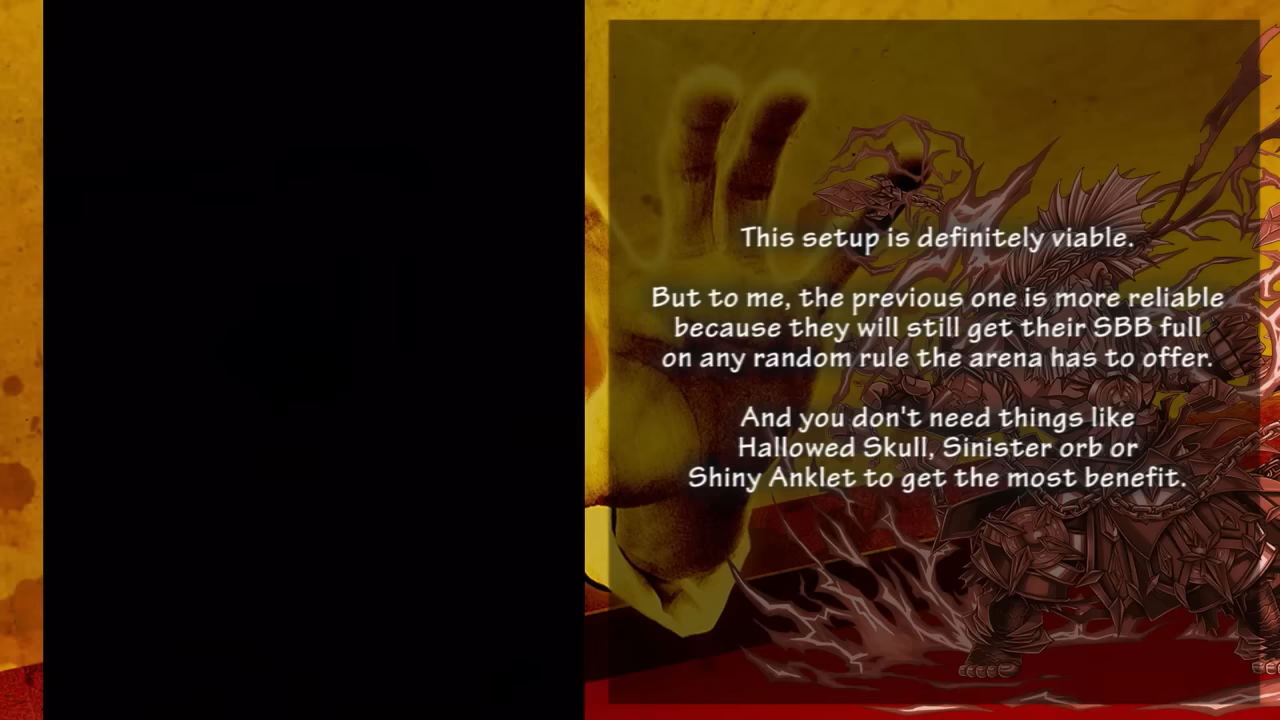 This setup is definitely viable.
But to me, the previous one is more reliable
because they will still get their SBB full
on any random rule the arena has to offer.
And you don't need things like
Hallowed Skull, Sinister orb or
Shiny Anklet to get the most benefit.